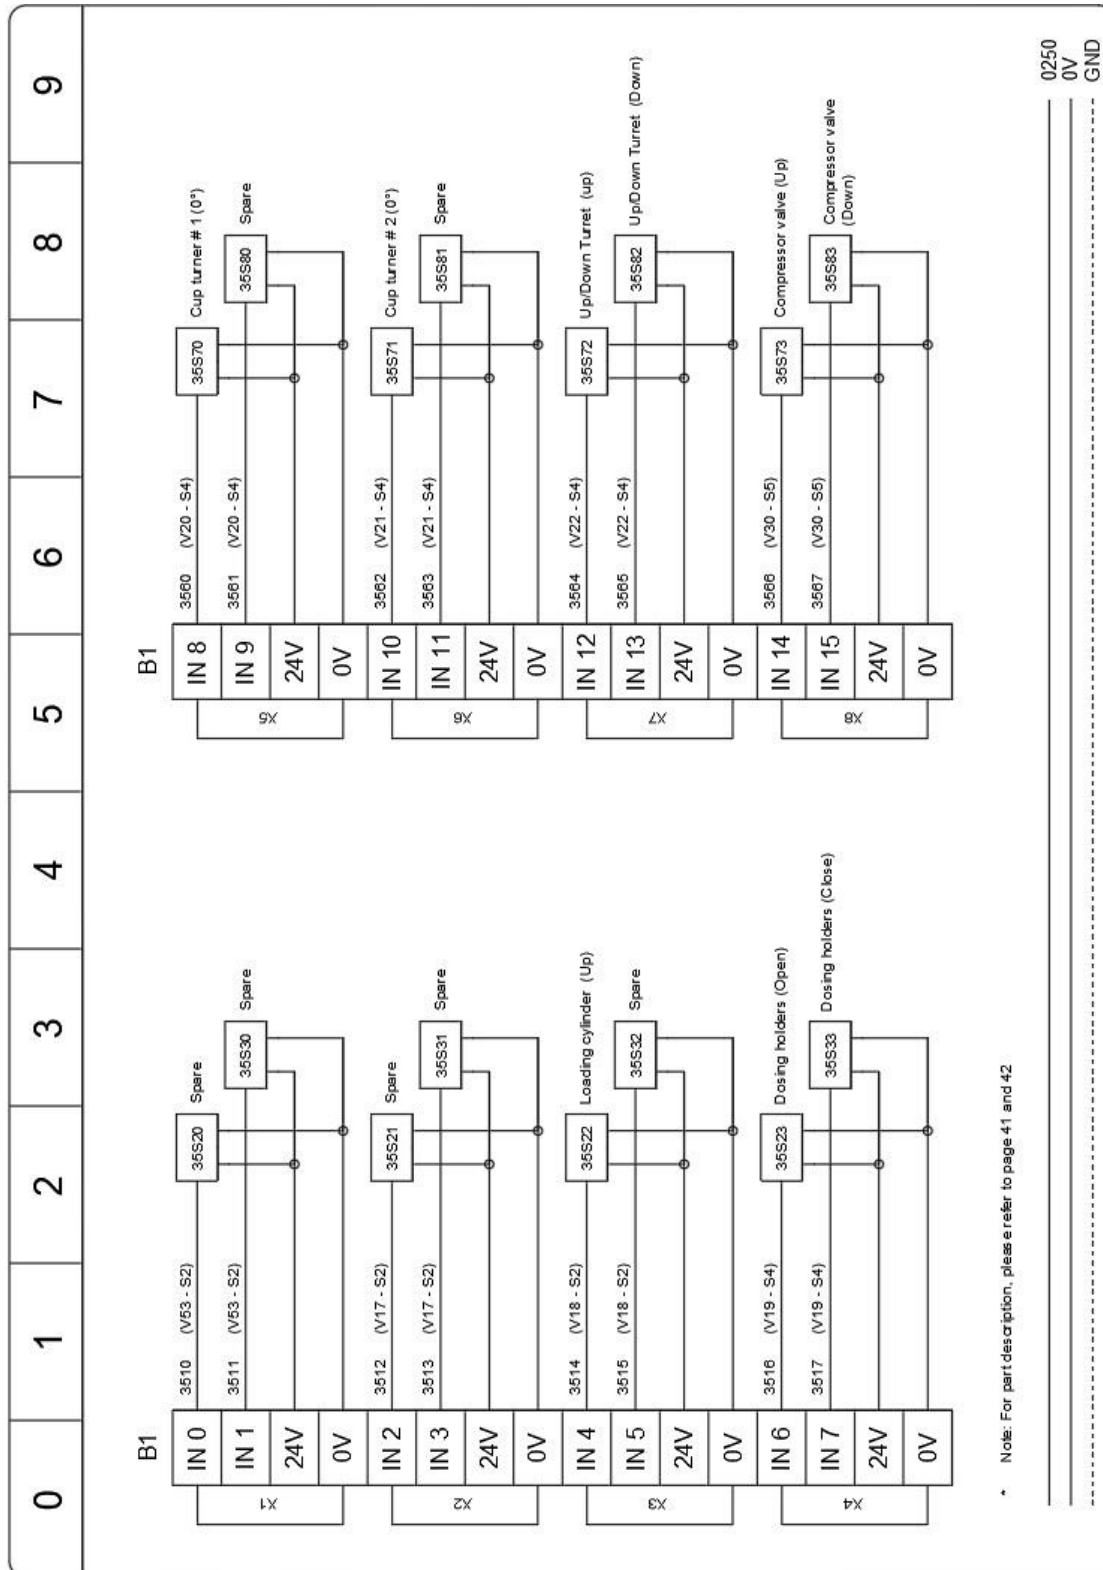 0 1 2 3 4 5 6 7 8 9
B1
IN 0 3510 (V53 - S2) 35S20 Spare
IN 1 3511 (V53 - S2) 35S30 Spare
24V
0V
X1
IN 2 3512 (V17 - S2) 35S21 Spare
IN 3 3513 (V17 - S2) 35S31 Spare
24V
0V
X2
IN 4 3514 (V18 - S2) 35S22 Loading cylinder (Up)
IN 5 3515 (V18 - S2) 35S32 Spare
24V
0V
X3
IN 6 3516 (V19 - S4) 35S23 Dosing holders (Open)
IN 7 3517 (V19 - S4) 35S33 Dosing holders (Close)
24V
0V
X4
B1
IN 8 3560 (V20 - S4) 35S70 Cup turner # 1 (0°)
IN 9 3561 (V20 - S4) 35S80 Spare
24V
0V
X5
IN 10 3562 (V21 - S4) 35S71 Cup turner # 2 (0°)
IN 11 3563 (V21 - S4) 35S81 Spare
24V
0V
X6
IN 12 3564 (V22 - S4) 35S72 Up/Down Turret (up)
IN 13 3565 (V22 - S4) 35S82 Up/Down Turret (Down)
24V
0V
X7
IN 14 3566 (V30 - S5) 35S73 Compressor valve (Up)
IN 15 3567 (V30 - S5) 35S83 Compressor valve
(Down)
24V
0V
X8
* Note: For part description, please refer to page 41 and 42
0250
0V
GND